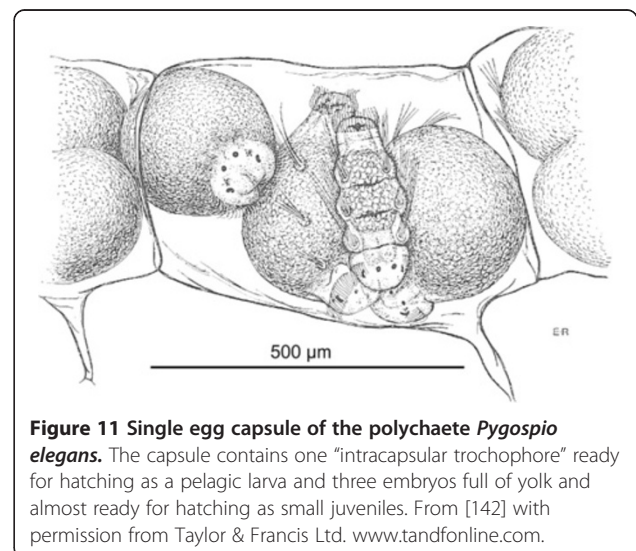 E·R
500 µm
Figure 11 Single egg capsule of the polychaete Pygospio
elegans. The capsule contains one “intracapsular trochophore” ready
for hatching as a pelagic larva and three embryos full of yolk and
almost ready for hatching as small juveniles. From [142] with
permission from Taylor & Francis Ltd. www.tandfonline.com.